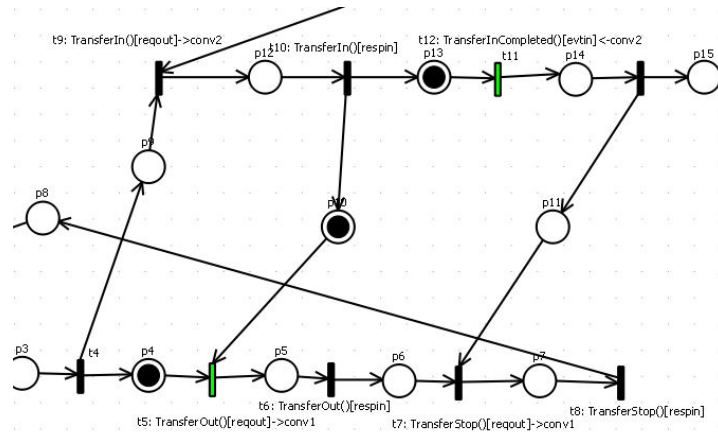 t9: TransferIn()[reqout]->conv2
p12
t10: TransferIn()[respin]
p13
t12: TransferInCompleted()[evtin]<-conv2
t11
p14
p15
p9
p8
p10
p11
p3
t4
p4
p5
p6
p7
t6: TransferOut()[respin]
t8: TransferStop()[respin]
t5: TransferOut()[reqout]->conv1
t7: TransferStop()[reqout]->conv1